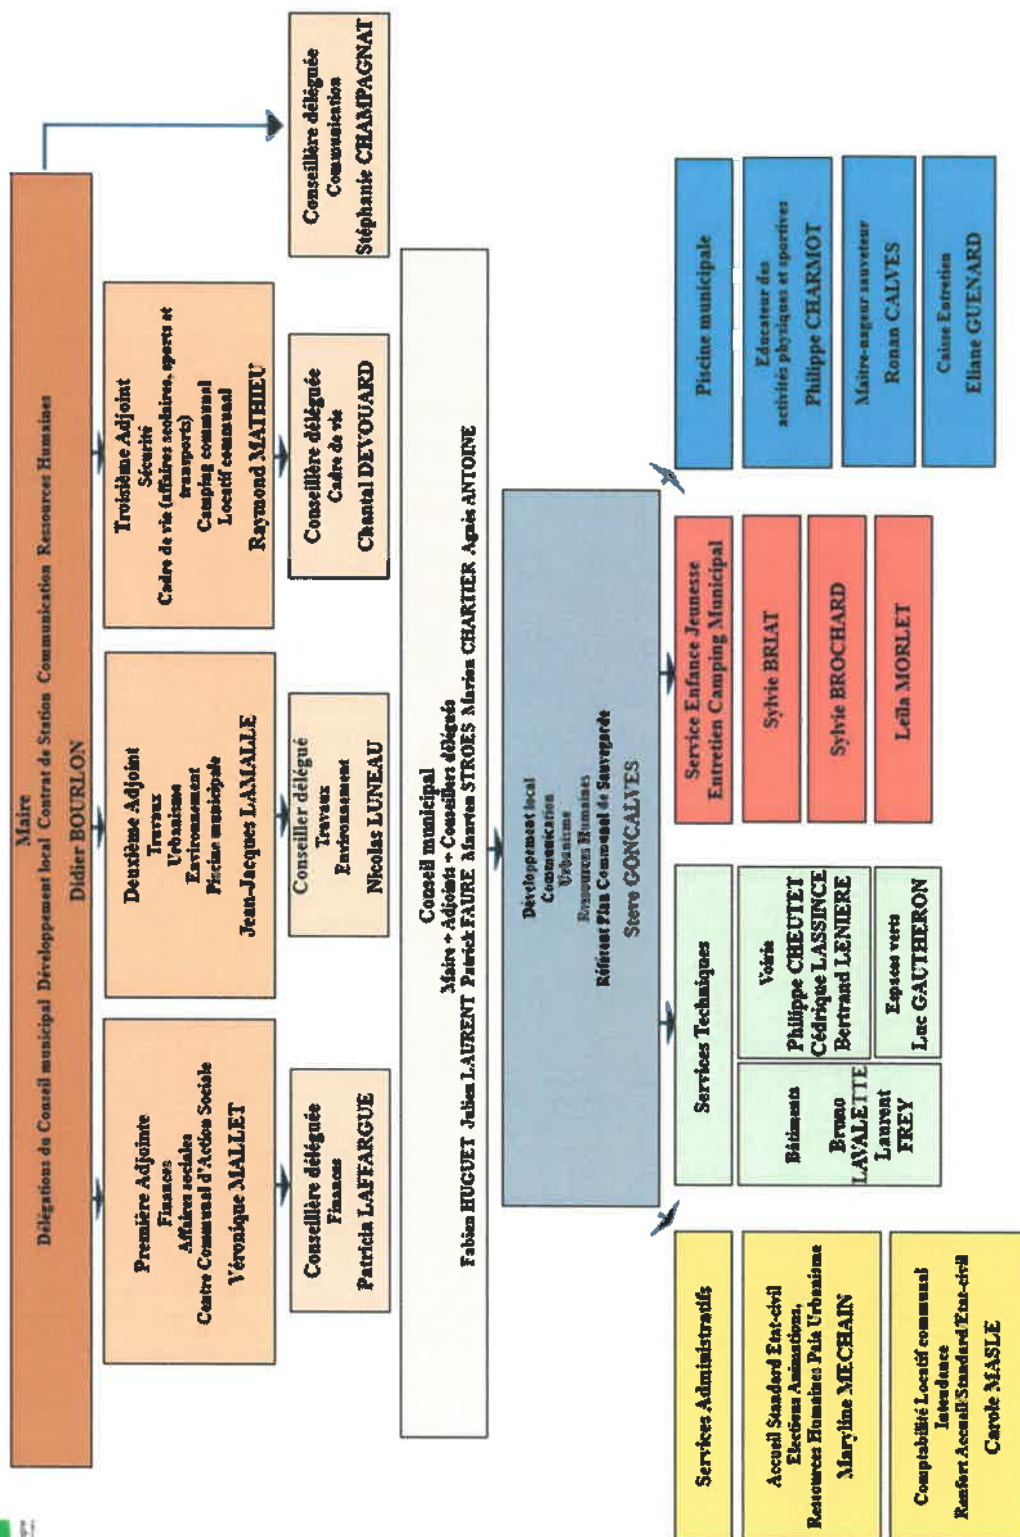 Maire
Délégations du Conseil municipal Développement local Contrat de Station Communication Ressources Humaines
Didier BOURLON
Première Adjointe
Finances
Affaires sociales
Centre Communal d'Action Sociale
Véronique MALLET
Deuxième Adjoint
Travaux
Urbanisme
Environnement
Piscine municipale
Jean-Jacques LAMALLE
Troisième Adjoint
Sécurité
Cadre de vie (affaires scolaires, sports et
transports)
Camping communal
Locatif communal
Raymond MATHIEU
Conseillère déléguée
Finances
Patricia LAFFARGUE
Conseiller délégué
Travaux
Environnement
Nicolas LUNEAU
Conseillère déléguée
Cadre de vie
Chantal DEVOUARD
Conseillère déléguée
Communication
Stéphanie CHAMPAGNAT
Conseil municipal
Maire + Adjoints + Conseillers délégués
Fabien HUGUET Julien LAURENT Patrick FAURE Maarten STROES Marion CHARTIER Agnès ANTOINE
Développement local
Communication
Urbanisme
Ressources Humaines
Référent Plan Communal de Sauvegarde
Steve GONCALVES
Services Administratifs
Accueil Standard Etat-civil
Elections Animations,
Ressources Humaines Paie Urbanisme
Maryline MECHAIN
Comptabilité Locatif communal
Intendance
Renfort Accueil/Standard/Etat-civil
Carole MASLE
Services Techniques
Bâtiments
Bruno
LAVALETTE
Laurent
FREY
Voirie
Philippe CHEUTET
Cédrique LASSINCE
Bertrand LENIERE
Espaces verts
Luc GAUTHERON
Service Enfance Jeunesse
Entretien Camping Municipal
Sylvie BRIAT
Sylvie BROCHARD
Leïla MORLET
Piscine municipale
Educateur des
activités physiques et sportives
Philippe CHARMOT
Maître-nageur sauveteur
Ronan CALVES
Caisse Entretien
Eliane GUENARD